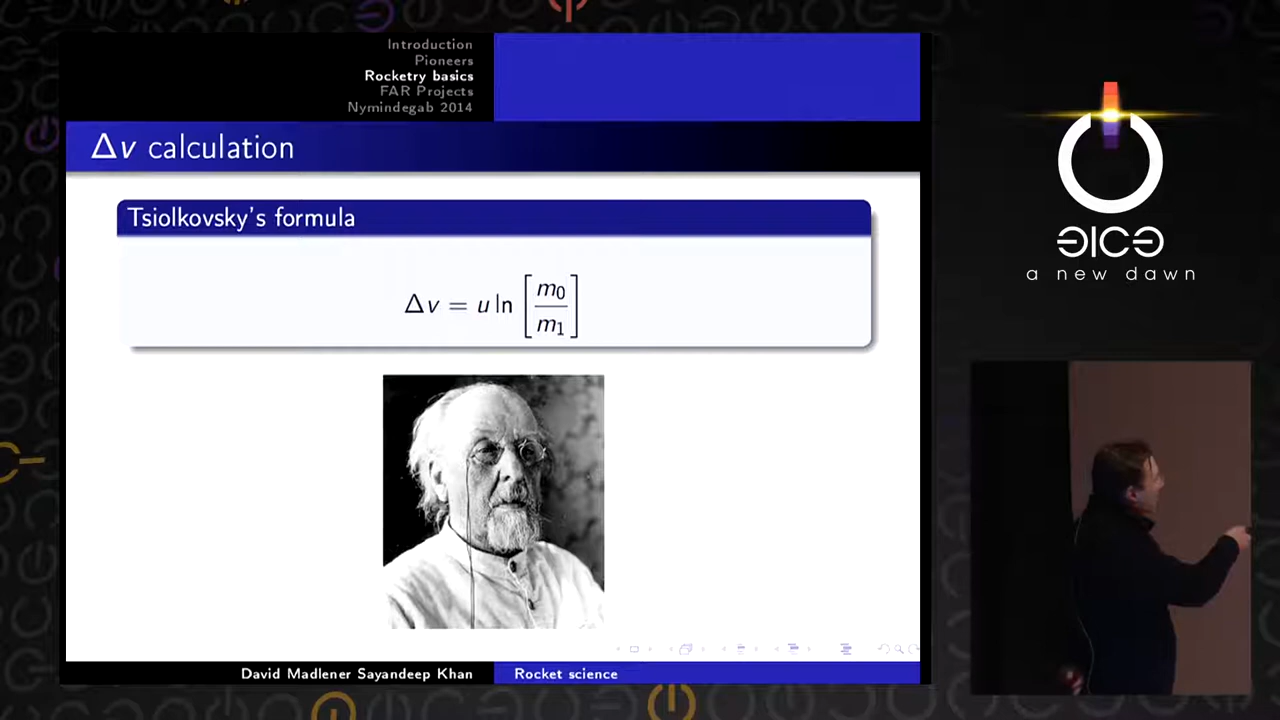 Introduction
Pioneers
Rocketry basics
FAR Projects
Nymindegab 2014
Δv calculation
Tsiolkovsky's formula
Δv = u ln [m₀/m₁]
David Madlener Sayandeep Khan
Rocket science
ƎICƎ
a new dawn